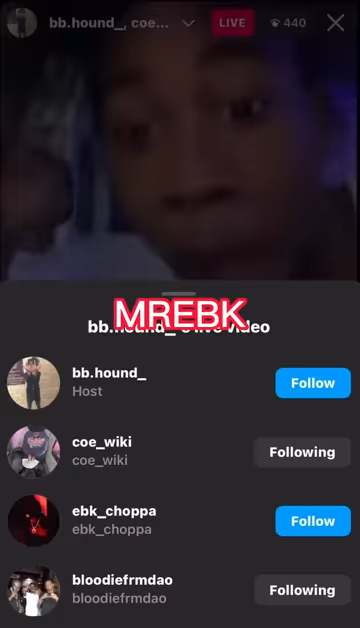 bb.hound_, coe...
LIVE
440
MREBK
bb.hound_'s live video
bb.hound_
Host
Follow
coe_wiki
coe_wiki
Following
ebk_choppa
ebk_choppa
Follow
bloodiefrmdao
bloodiefrmdao
Following